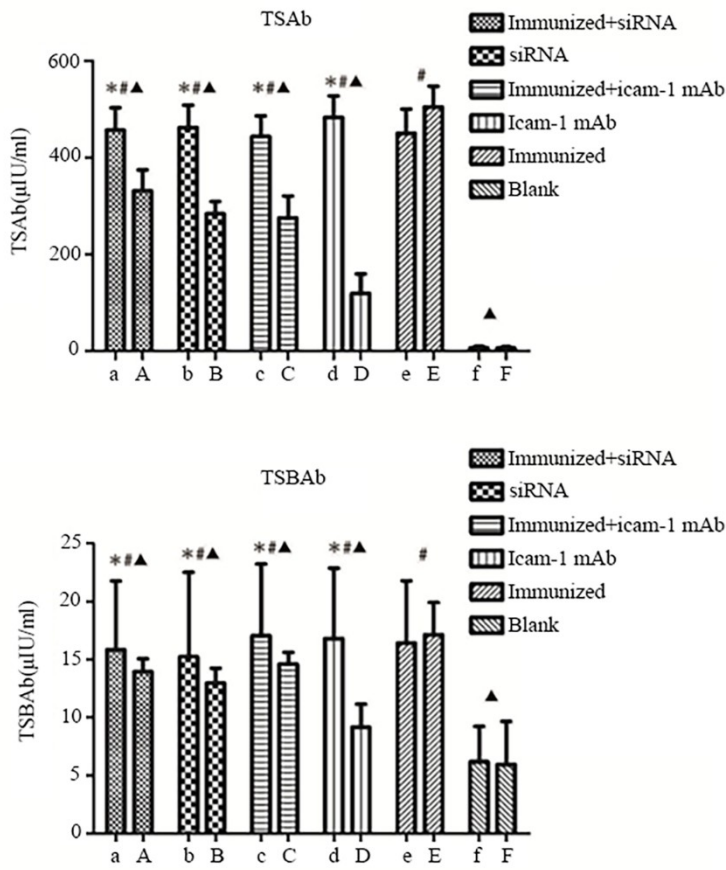 TSAb
Immunized+siRNA
siRNA
Immunized+icam-1 mAb
Icam-1 mAb
Immunized
Blank
TSAb(μIU/ml)
600
400
200
0
*#▲ *#▲ *#▲ *#▲ # ▲
a A b B c C d D e E f F
TSBAb
Immunized+siRNA
siRNA
Immunized+icam-1 mAb
Icam-1 mAb
Immunized
Blank
TSBAb(μIU/ml)
25
20
15
10
5
0
*#▲ *#▲ *#▲ *#▲ # ▲
a A b B c C d D e E f F